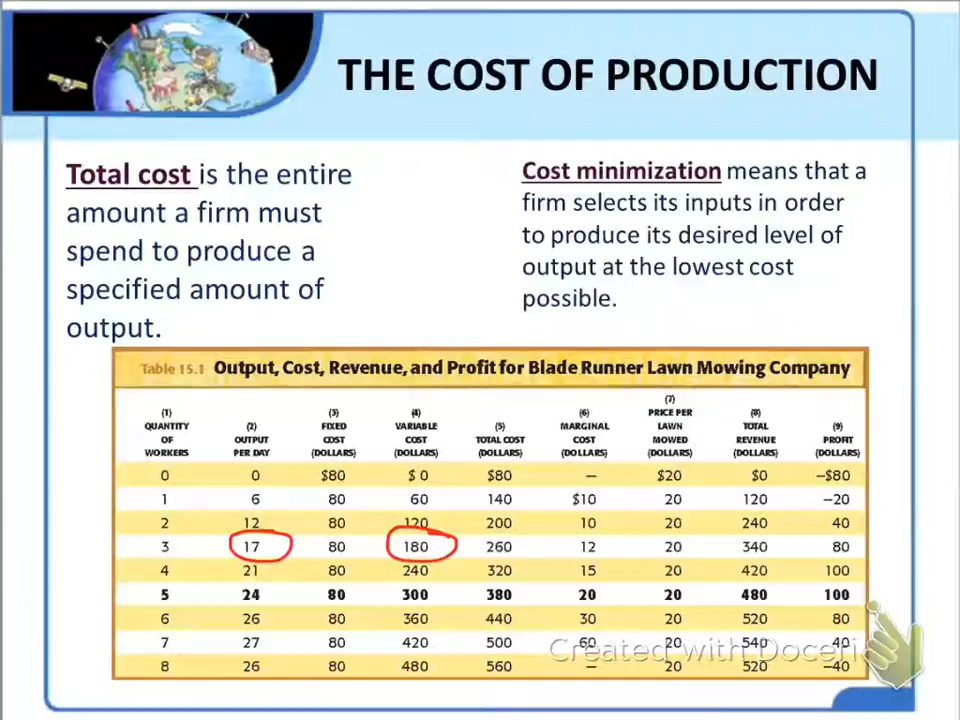 THE COST OF PRODUCTION
Total cost is the entire
amount a firm must
spend to produce a
specified amount of
output.
Cost minimization means that a
firm selects its inputs in order
to produce its desired level of
output at the lowest cost
possible.
Table 15.1 Output, Cost, Revenue, and Profit for Blade Runner Lawn Mowing Company
(1) QUANTITY OF WORKERS (2) OUTPUT PER DAY (3) FIXED COST (DOLLARS) (4) VARIABLE COST (DOLLARS) (5) TOTAL COST (DOLLARS) (6) MARGINAL COST (DOLLARS) (7) PRICE PER LAWN MOWED (DOLLARS) (8) TOTAL REVENUE (DOLLARS) (9) PROFIT (DOLLARS)
0 0 $80 $ 0 $80 — $20 $0 –$80
1 6 80 60 140 $10 20 120 –20
2 12 80 120 200 10 20 240 40
3 17 80 180 260 12 20 340 80
4 21 80 240 320 15 20 420 100
5 24 80 300 380 20 20 480 100
6 26 80 360 440 30 20 520 80
7 27 80 420 500 60 20 540 40
8 26 80 480 560 — 20 520 –40
Created with